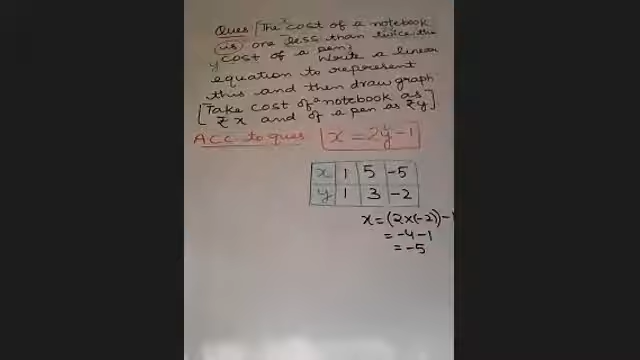 Ques [The x cost of a notebook
is one less than twice the
y cost of a pen, Write a linear
equation to represent
this and then draw graph
[Take cost of a notebook as
₹ x and of a pen as ₹y]
ACC to ques x = 2y - 1
x 1 5 -5
y 1 3 -2
x = (2x(-2)) - 1
= -4 - 1
= -5